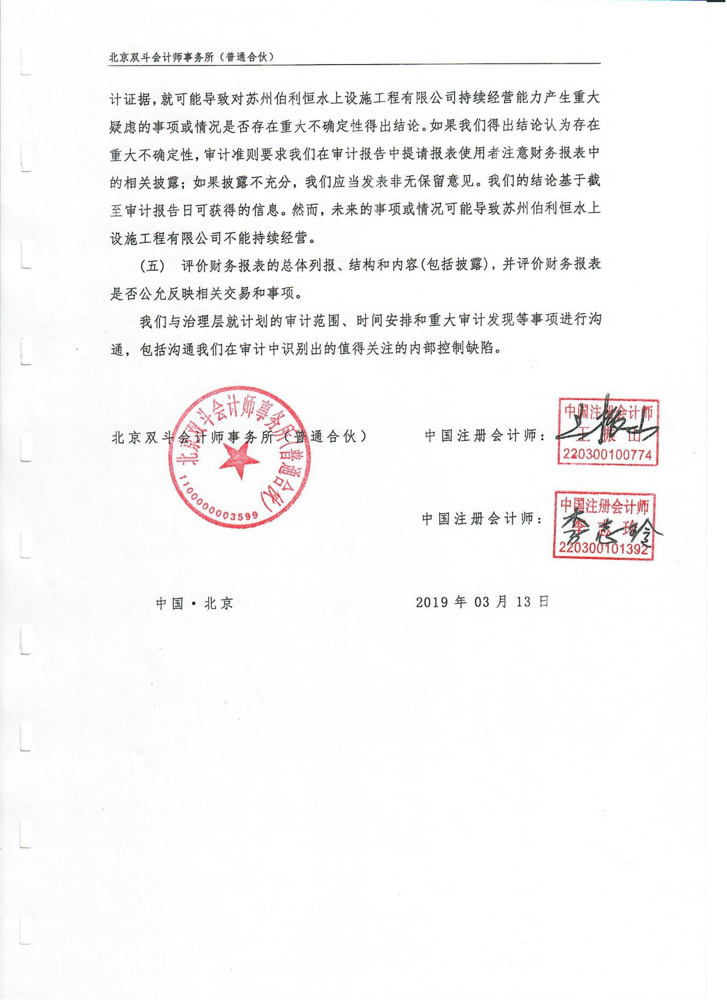 北京双斗会计师事务所（普通合伙）
计证据，就可能导致对苏州伯利恒水上设施工程有限公司持续经营能力产生重大
疑虑的事项或情况是否存在重大不确定性得出结论。如果我们得出结论认为存在
重大不确定性，审计准则要求我们在审计报告中提请报表使用者注意财务报表中
的相关披露；如果披露不充分，我们应当发表非无保留意见。我们的结论基于截
至审计报告日可获得的信息。然而，未来的事项或情况可能导致苏州伯利恒水上
设施工程有限公司不能持续经营。
(五) 评价财务报表的总体列报、结构和内容(包括披露)，并评价财务报表
是否公允反映相关交易和事项。
我们与治理层就计划的审计范围、时间安排和重大审计发现等事项进行沟
通，包括沟通我们在审计中识别出的值得关注的内部控制缺陷。
北京双斗会计师事务所（普通合伙）
北京双斗会计师事务所(普通合伙)
1100000003599
中国注册会计师：
中国注册会计师
王振山
王振山
220300100774
中国注册会计师：
中国注册会计师
李志玲
李志玲
220300101392
中国·北京
2019 年 03 月 13 日